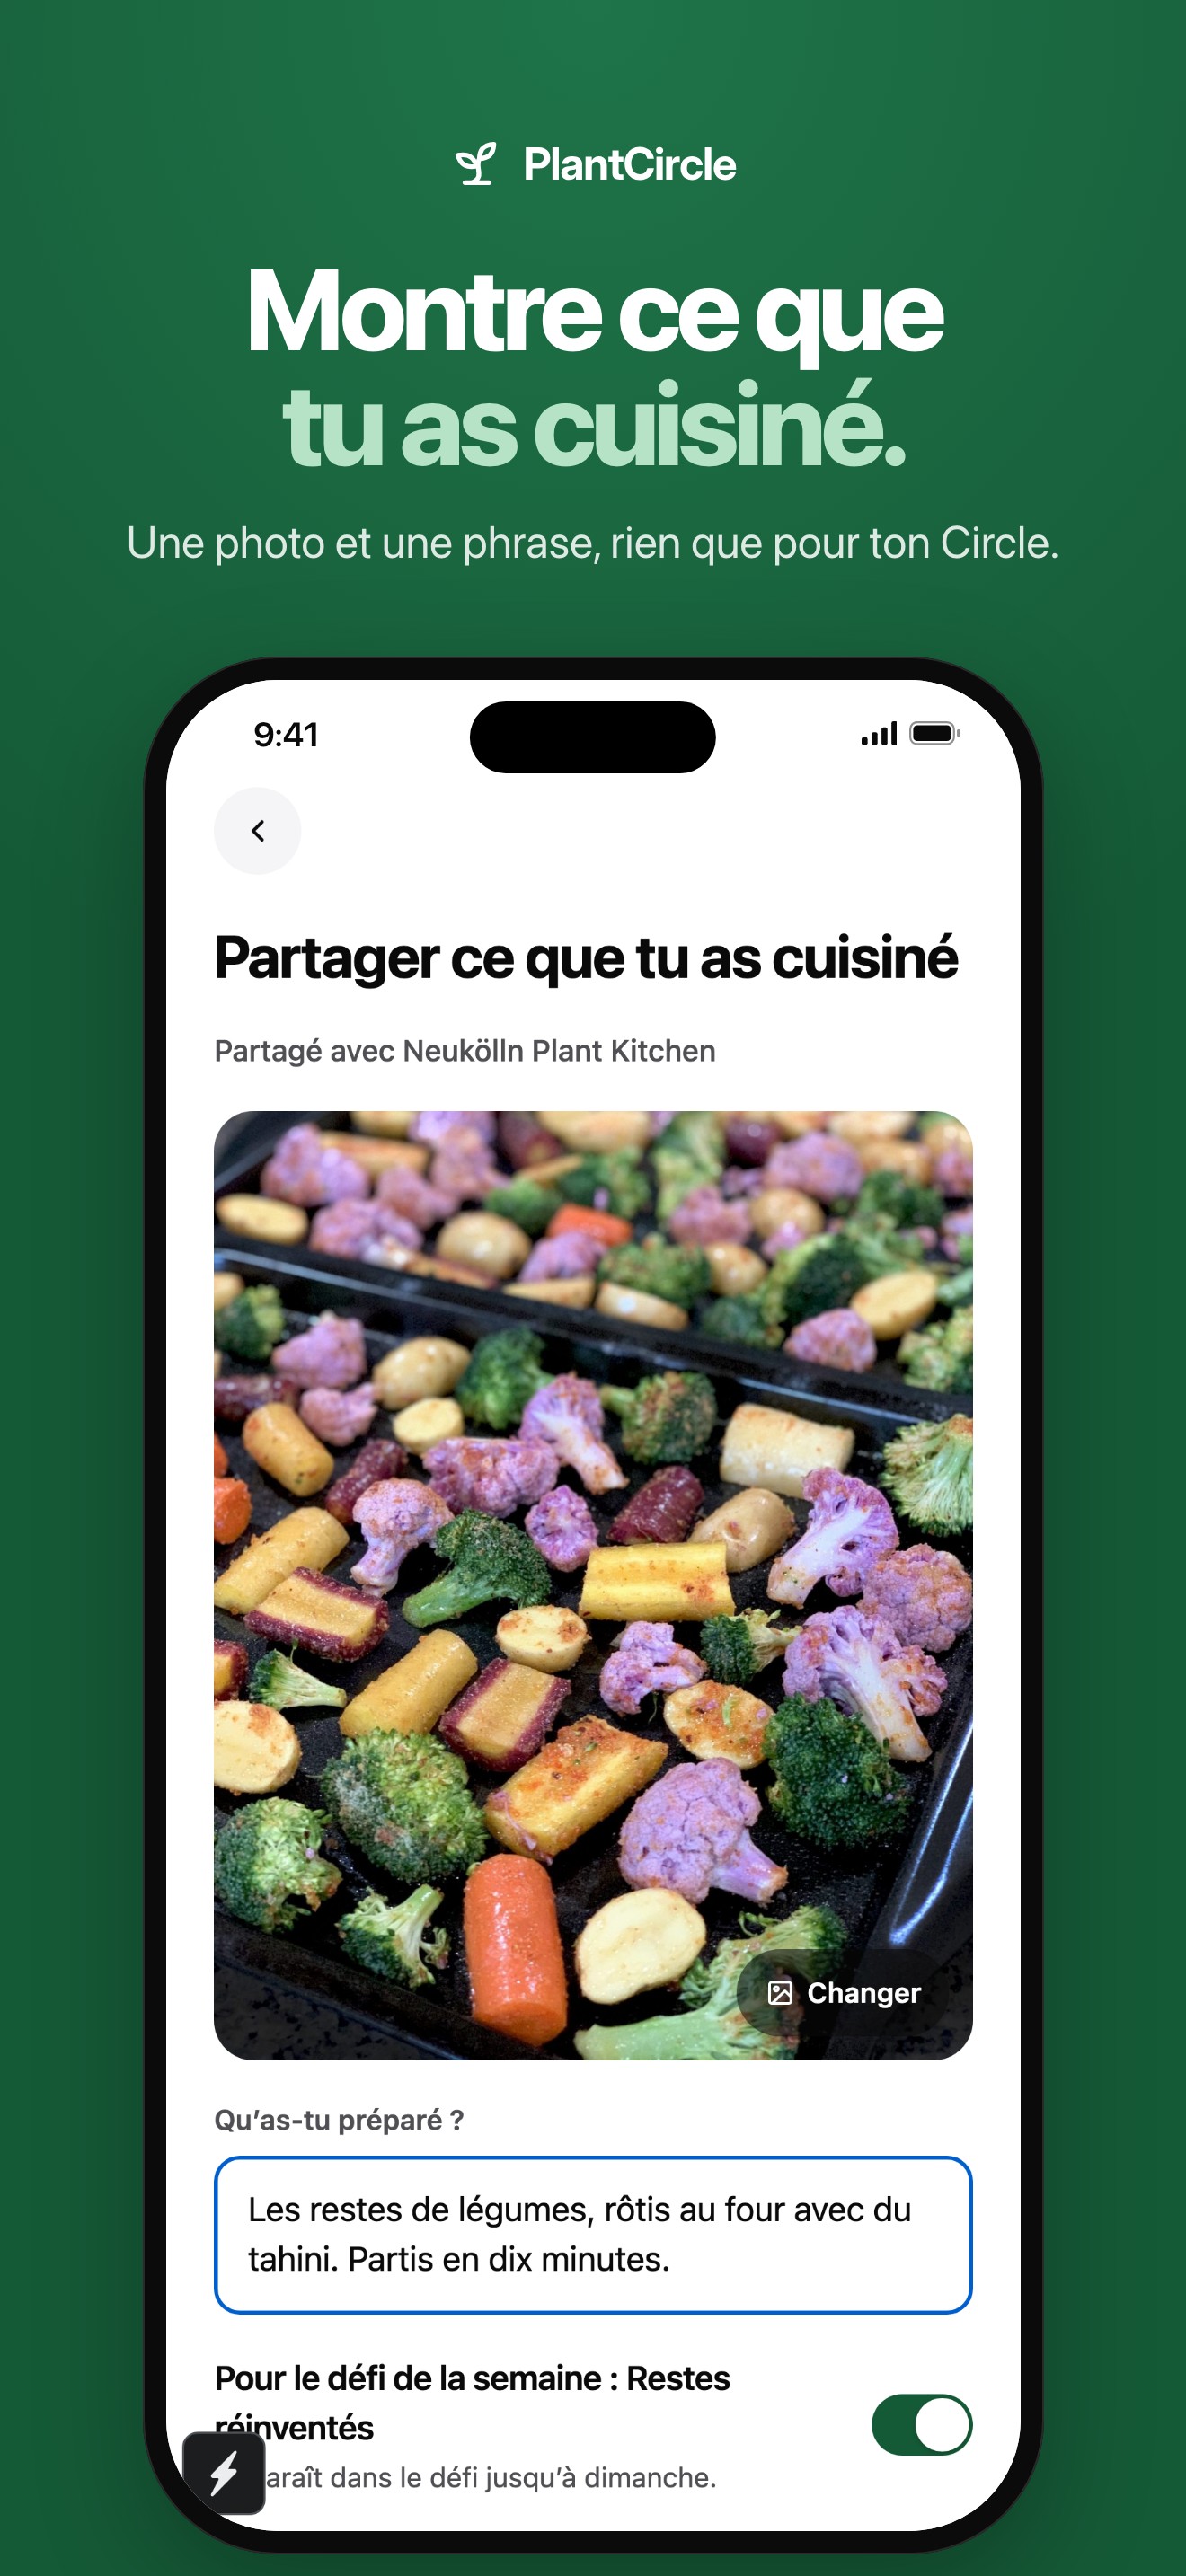 PlantCircle
Montre ce que
tu as cuisiné.
Une photo et une phrase, rien que pour ton Circle.
9:41
Partager ce que tu as cuisiné
Partagé avec Neukölln Plant Kitchen
Changer
Qu’as-tu préparé ?
Les restes de légumes, rôtis au four avec du
tahini. Partis en dix minutes.
Pour le défi de la semaine : Restes
réinventés
dans le défi jusqu’à dimanche.